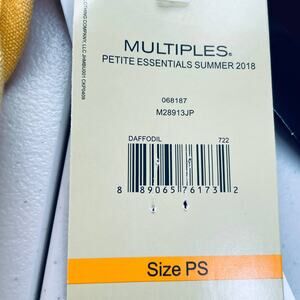 MULTIPLES®
PETITE ESSENTIALS SUMMER 2018
068187
M28913JP
DAFFODIL 722
8 89065 76173 2
Size PS